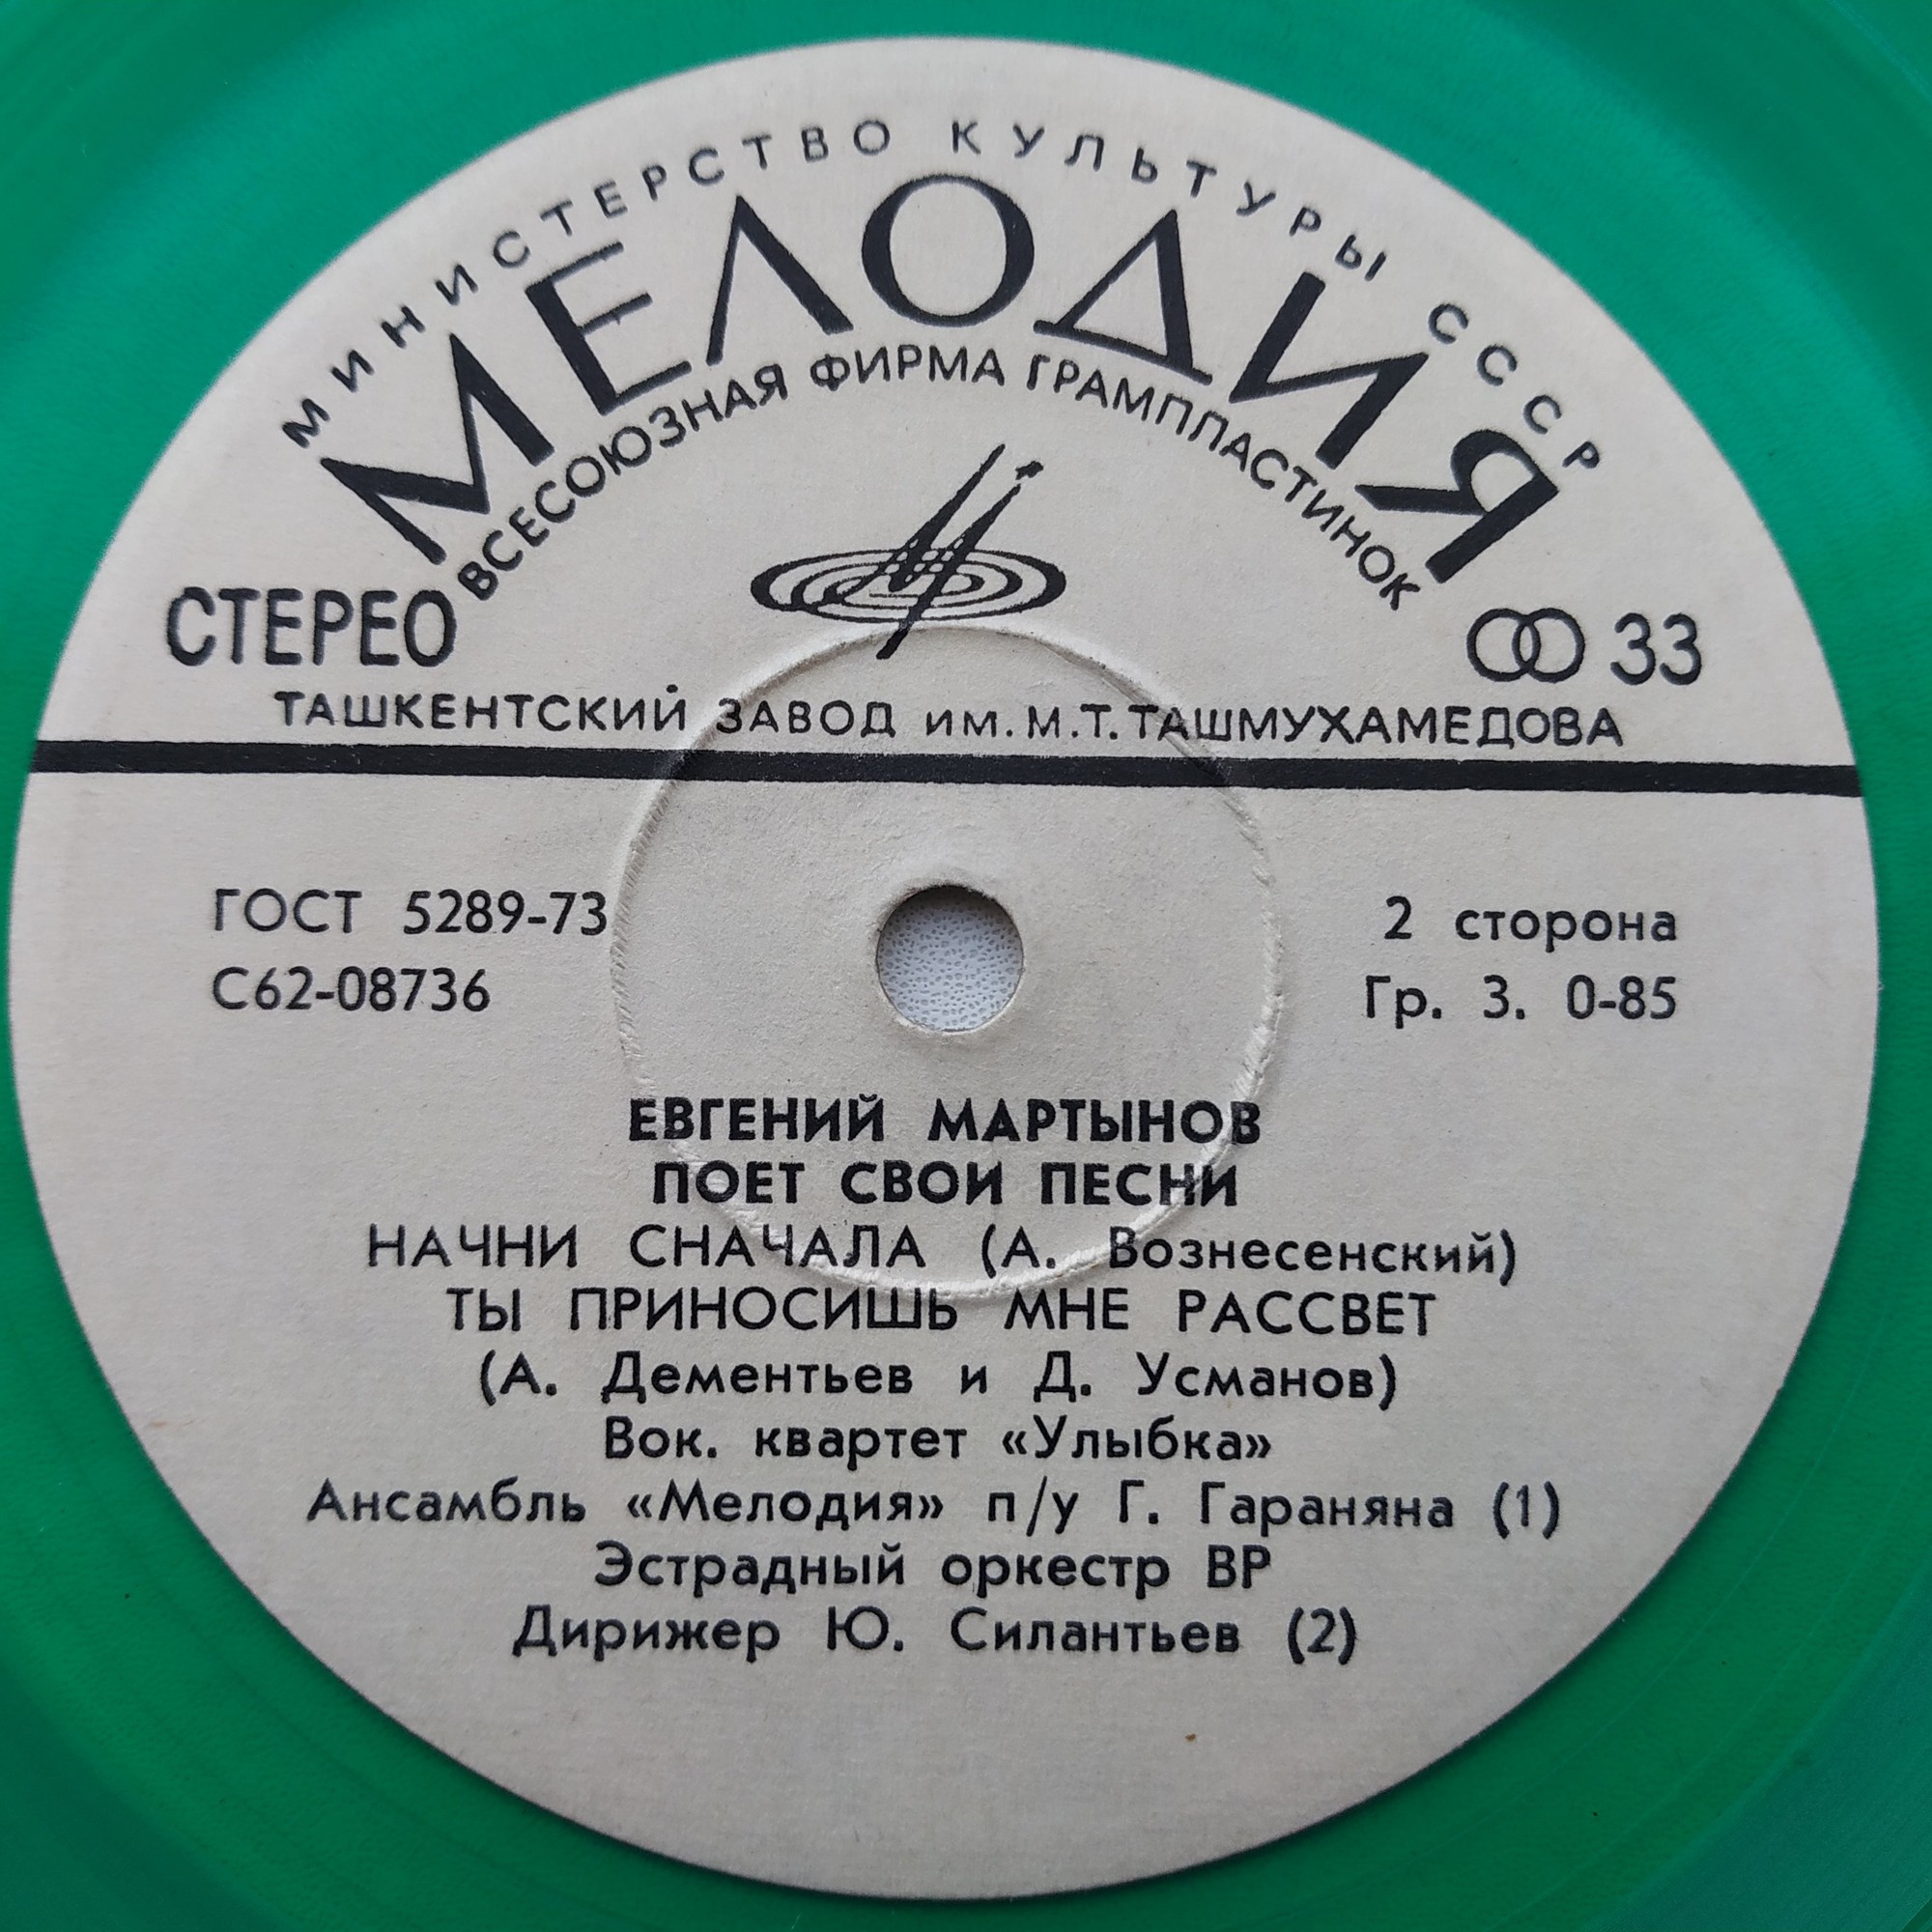 МИНИСТЕРСТВО КУЛЬТУРЫ СССР
МЕЛОДИЯ
ВСЕСОЮЗНАЯ ФИРМА ГРАМПЛАСТИНОК
СТЕРЕО 33
ТАШКЕНТСКИЙ ЗАВОД ИМ. М.Т. ТАШМУХАМЕДОВА
ГОСТ 5289-73 2 сторона
С62-08736 Гр. 3. 0-85
ЕВГЕНИЙ МАРТЫНОВ
ПОЕТ СВОИ ПЕСНИ
НАЧНИ СНАЧАЛА (А. Вознесенский)
ТЫ ПРИНОСИШЬ МНЕ РАССВЕТ
(А. Дементьев и Д. Усманов)
Вок. квартет «Улыбка»
Ансамбль «Мелодия» п/у Г. Гараняна (1)
Эстрадный оркестр ВР
Дирижер Ю. Силантьев (2)